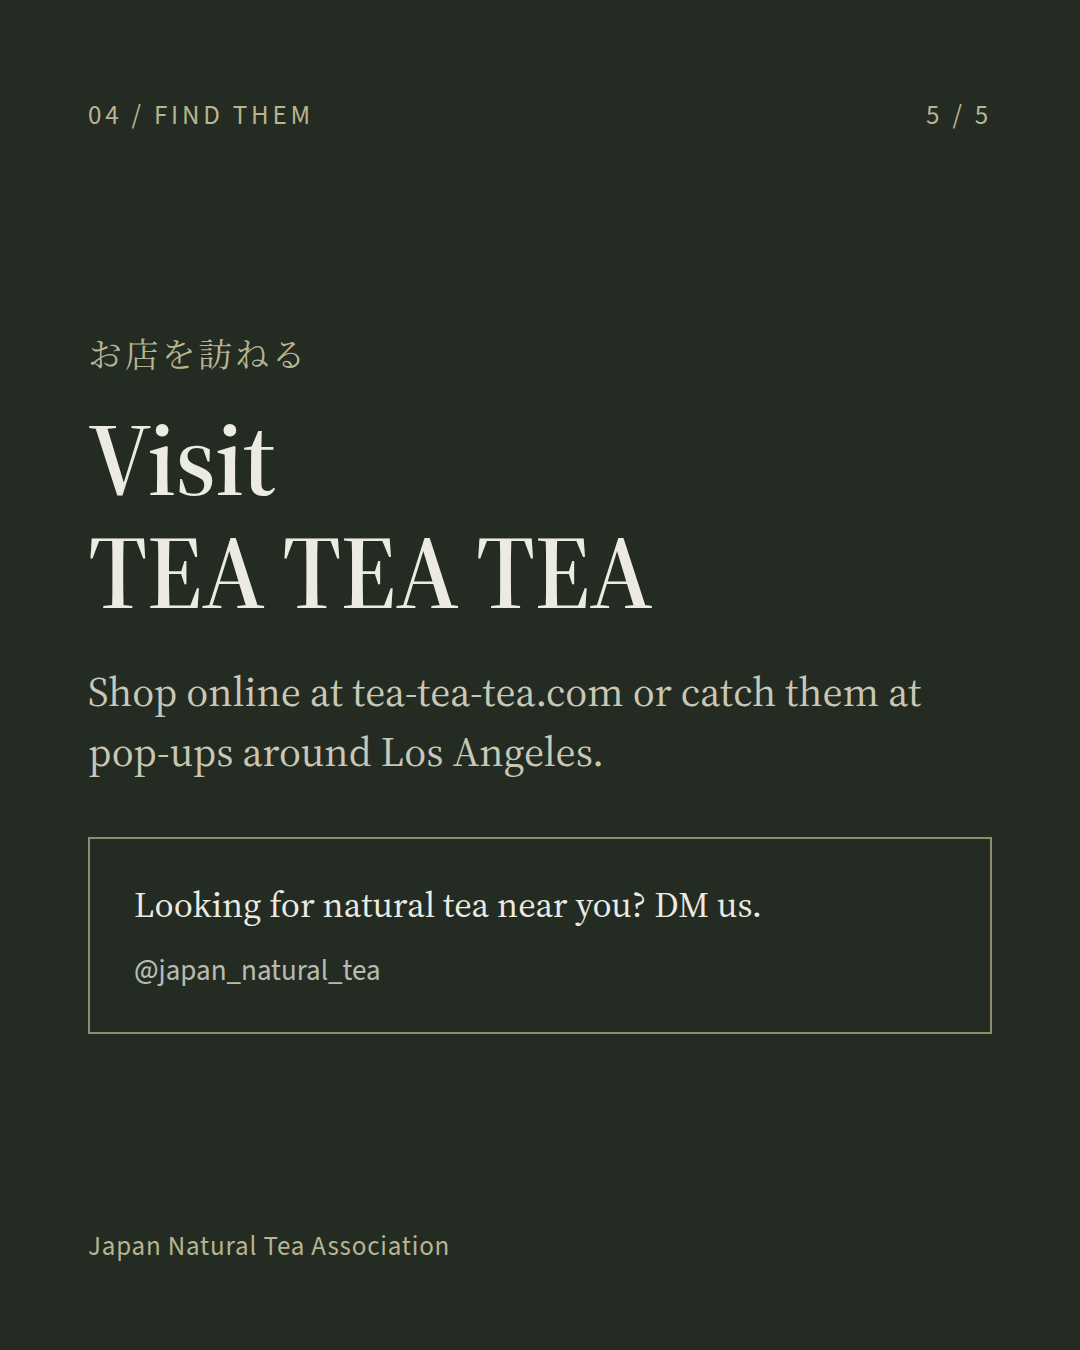 04 / FIND THEM
5 / 5
お店を訪ねる
Visit
TEA TEA TEA
Shop online at tea-tea-tea.com or catch them at
pop-ups around Los Angeles.
Looking for natural tea near you? DM us.
@japan_natural_tea
Japan Natural Tea Association